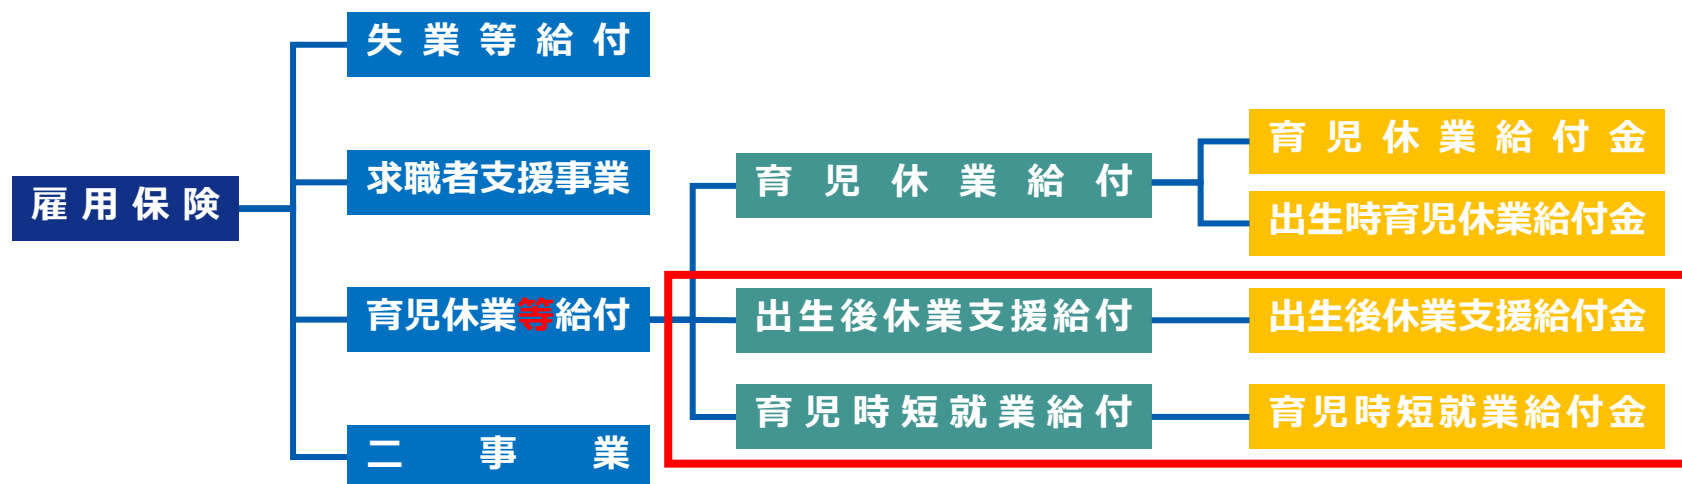 雇用保険
失業等給付
求職者支援事業
育児休業等給付
二事業
育児休業給付
出生後休業支援給付
育児時短就業給付
育児休業給付金
出生時育児休業給付金
出生後休業支援給付金
育児時短就業給付金